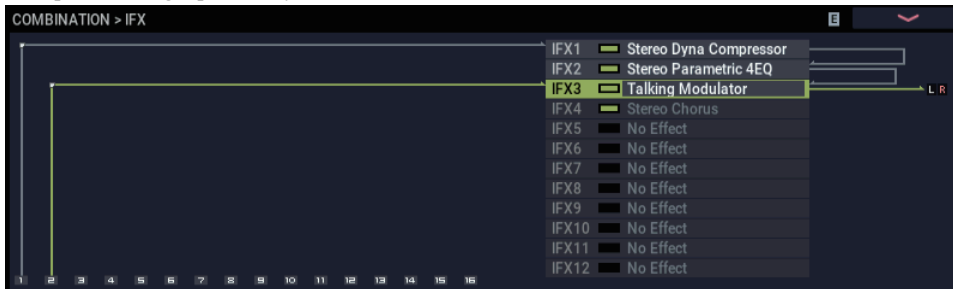 COMBINATION > IFX E
IFX1 Stereo Dyna Compressor
IFX2 Stereo Parametric 4EQ
IFX3 Talking Modulator L R
IFX4 Stereo Chorus
IFX5 No Effect
IFX6 No Effect
IFX7 No Effect
IFX8 No Effect
IFX9 No Effect
IFX10 No Effect
IFX11 No Effect
IFX12 No Effect
1 2 3 4 5 6 7 8 9 10 11 12 13 14 15 16